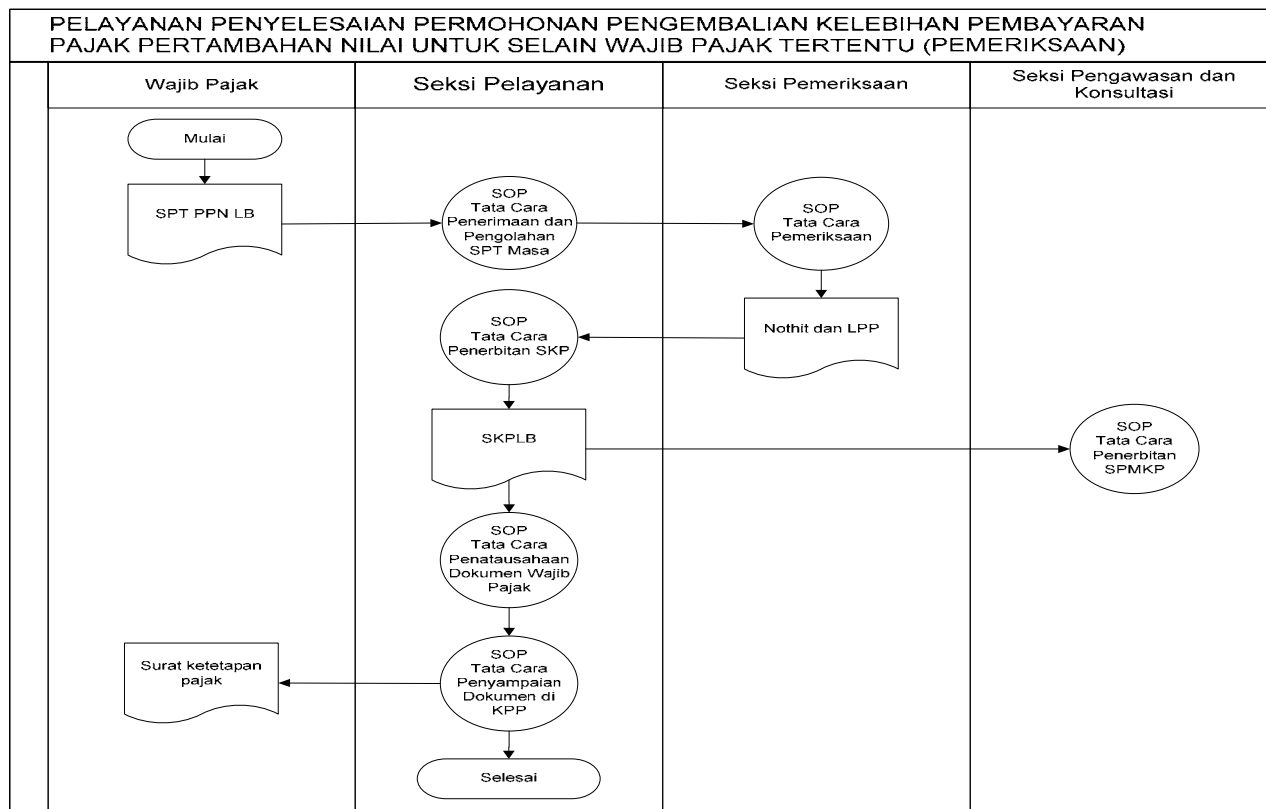 PELAYANAN PENYELESAIAN PERMOHONAN PENGEMBALIAN KELEBIHAN PEMBAYARAN
PAJAK PERTAMBAHAN NILAI UNTUK SELAIN WAJIB PAJAK TERTENTU (PEMERIKSAAN)
Wajib Pajak
Seksi Pelayanan
Seksi Pemeriksaan
Seksi Pengawasan dan
Konsultasi
Mulai
SPT PPN LB
SOP
Tata Cara
Penerimaan dan
Pengolahan
SPT Masa
SOP
Tata Cara
Pemeriksaan
Nothit dan LPP
SOP
Tata Cara
Penerbitan SKP
SKPLB
SOP
Tata Cara
Penerbitan
SPMKP
SOP
Tata Cara
Penatausahaan
Dokumen Wajib
Pajak
SOP
Tata Cara
Penyampaian
Dokumen di
KPP
Surat ketetapan
pajak
Selesai